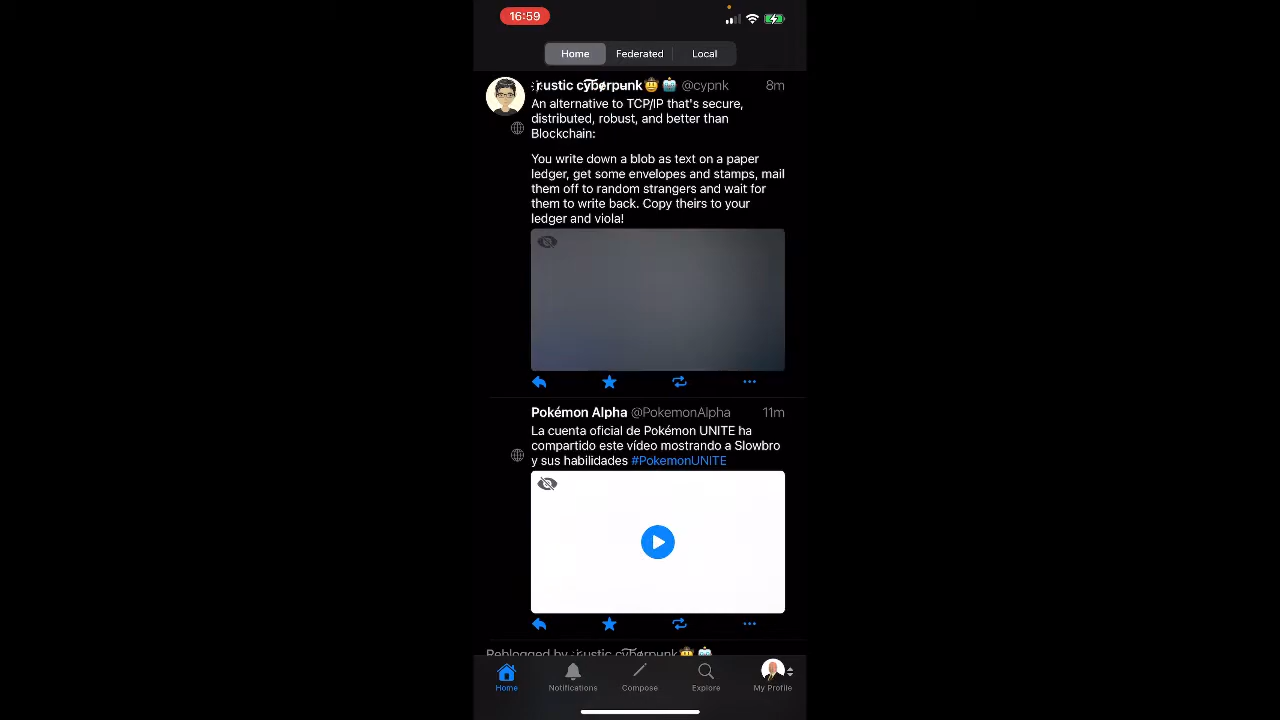 16:59
Home Federated Local
rustic cyberpunk🤠🤖 @cypnk 8m
An alternative to TCP/IP that's secure,
distributed, robust, and better than
Blockchain:
You write down a blob as text on a paper
ledger, get some envelopes and stamps, mail
them off to random strangers and wait for
them to write back. Copy theirs to your
ledger and viola!
Pokémon Alpha @PokemonAlpha 11m
La cuenta oficial de Pokémon UNITE ha
compartido este vídeo mostrando a Slowbro
y sus habilidades #PokemonUNITE
Reblogged by rustic cyberpunk🤠🤖
Home Notifications Compose Explore My Profile